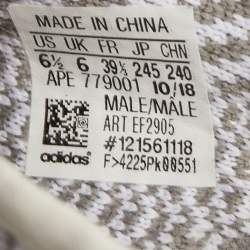 MADE IN CHINA
US UK FR JP CHN
6½ 6 39⅓ 245 240
APE 779001 10/18
MALE/MÂLE
ART EF2905
#121561118
adidas F>4225Pk00551